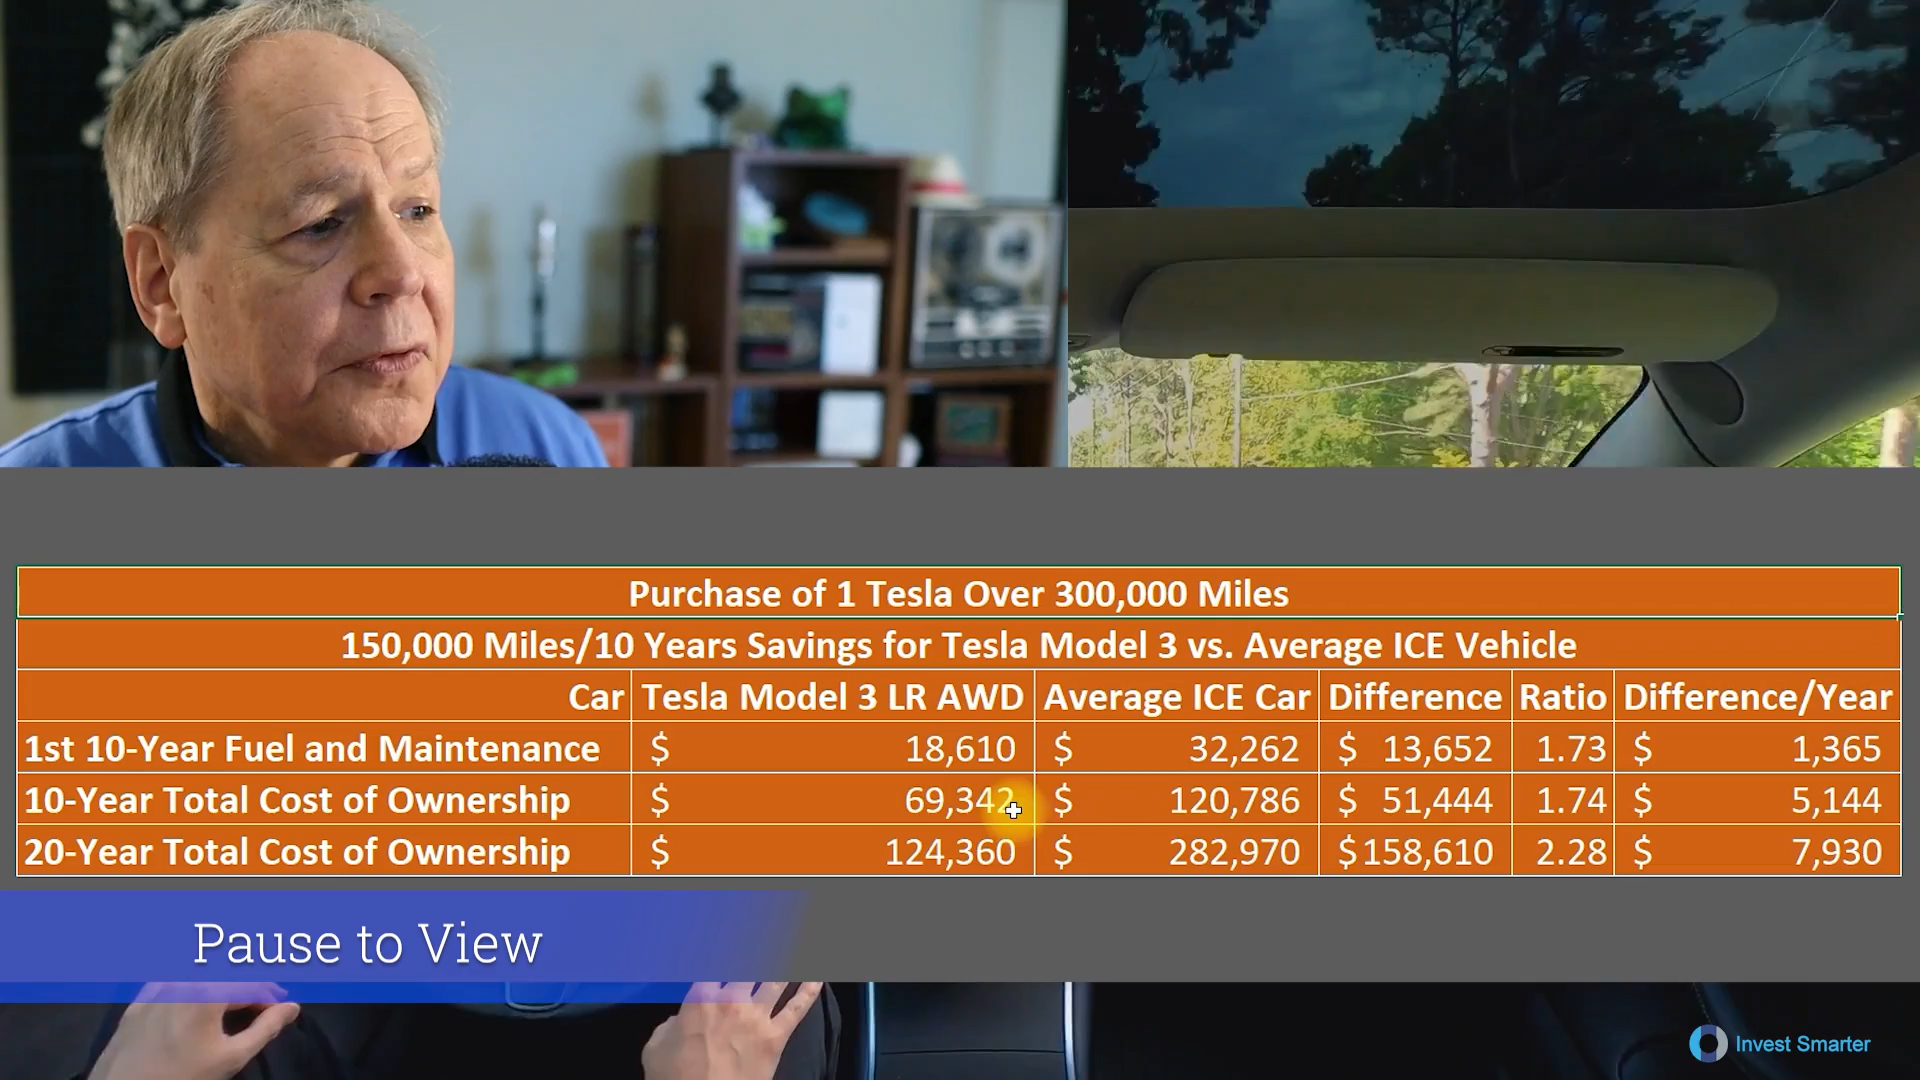 Purchase of 1 Tesla Over 300,000 Miles
150,000 Miles/10 Years Savings for Tesla Model 3 vs. Average ICE Vehicle
Car Tesla Model 3 LR AWD Average ICE Car Difference Ratio Difference/Year
1st 10-Year Fuel and Maintenance $ 18,610 $ 32,262 $ 13,652 1.73 $ 1,365
10-Year Total Cost of Ownership $ 69,342 $ 120,786 $ 51,444 1.74 $ 5,144
20-Year Total Cost of Ownership $ 124,360 $ 282,970 $158,610 2.28 $ 7,930
Pause to View
Invest Smarter